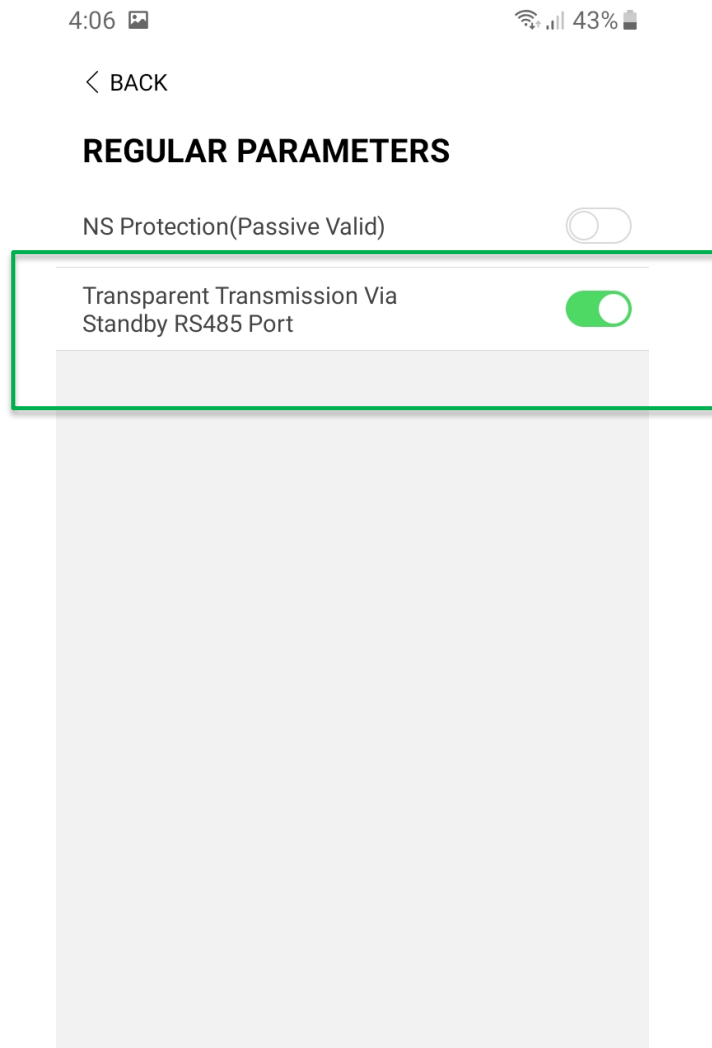 4:06 43%
BACK
REGULAR PARAMETERS
NS Protection(Passive Valid)
Transparent Transmission Via
Standby RS485 Port